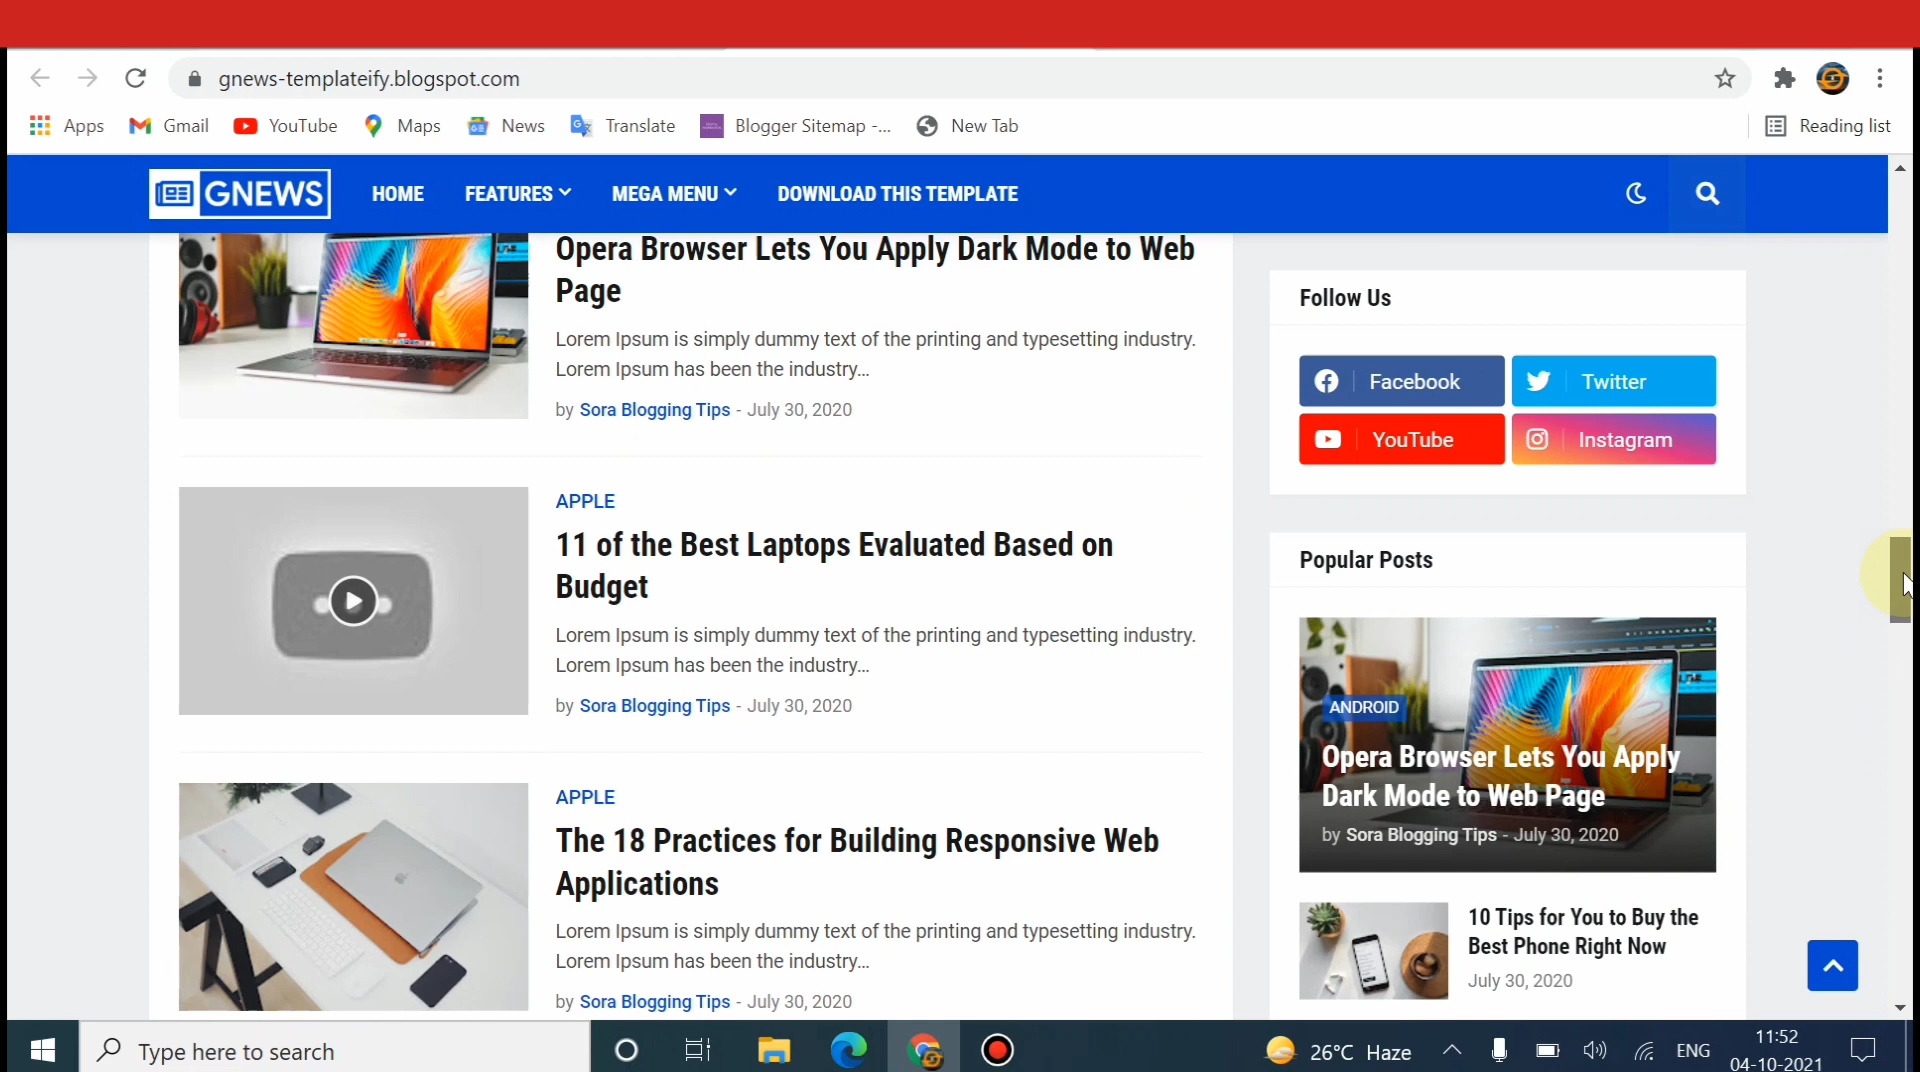 gnews-templateify.blogspot.com
Apps Gmail YouTube Maps News Translate Blogger Sitemap -... New Tab Reading list
GNEWS HOME FEATURES MEGA MENU DOWNLOAD THIS TEMPLATE
Opera Browser Lets You Apply Dark Mode to Web
Page
Lorem Ipsum is simply dummy text of the printing and typesetting industry.
Lorem Ipsum has been the industry...
by Sora Blogging Tips - July 30, 2020
APPLE
11 of the Best Laptops Evaluated Based on
Budget
Lorem Ipsum is simply dummy text of the printing and typesetting industry.
Lorem Ipsum has been the industry...
by Sora Blogging Tips - July 30, 2020
APPLE
The 18 Practices for Building Responsive Web
Applications
Lorem Ipsum is simply dummy text of the printing and typesetting industry.
Lorem Ipsum has been the industry...
by Sora Blogging Tips - July 30, 2020
Follow Us
Facebook Twitter
YouTube Instagram
Popular Posts
ANDROID
Opera Browser Lets You Apply
Dark Mode to Web Page
by Sora Blogging Tips - July 30, 2020
10 Tips for You to Buy the
Best Phone Right Now
July 30, 2020
Type here to search
26°C Haze
ENG
11:52
04-10-2021